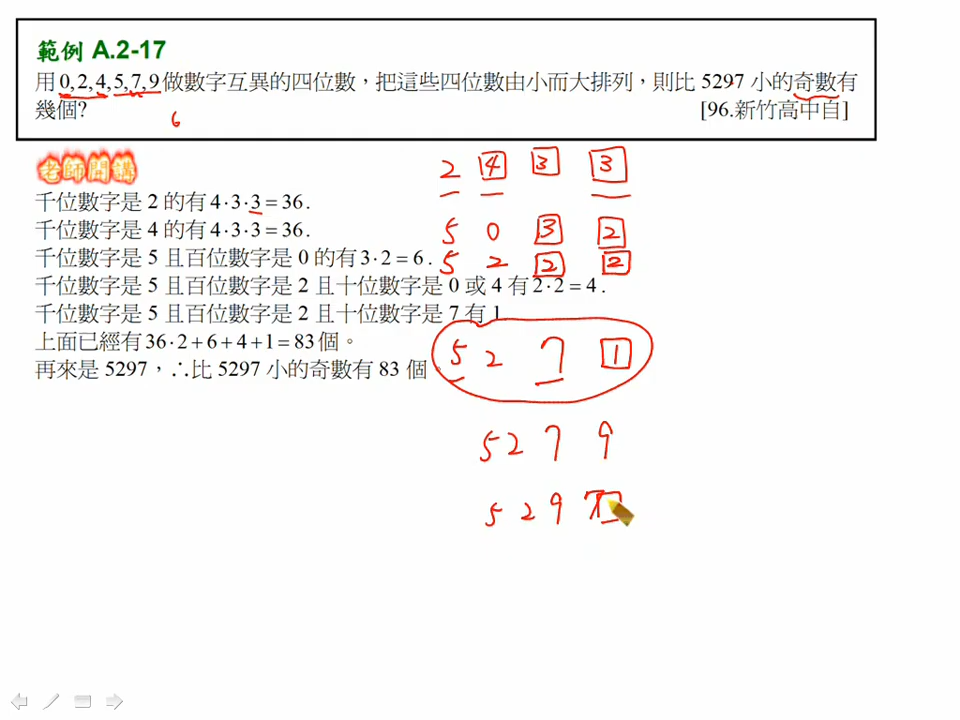 範例 A.2-17
用 0,2,4,5,7,9 做數字互異的四位數，把這些四位數由小而大排列，則比 5297 小的奇數有
幾個? [96.新竹高中自]
6
老師開講
2 4 3 3
千位數字是 2 的有 4·3·3 = 36 .
千位數字是 4 的有 4·3·3 = 36 .
5 0 3 2
千位數字是 5 且百位數字是 0 的有 3·2 = 6 .
5 2 2 2
千位數字是 5 且百位數字是 2 且十位數字是 0 或 4 有 2·2 = 4 .
千位數字是 5 且百位數字是 2 且十位數字是 7 有 1
上面已經有 36·2 + 6 + 4 + 1 = 83 個。
5 2 7 1
再來是 5297，∴比 5297 小的奇數有 83 個。
5 2 7 9
5 2 9